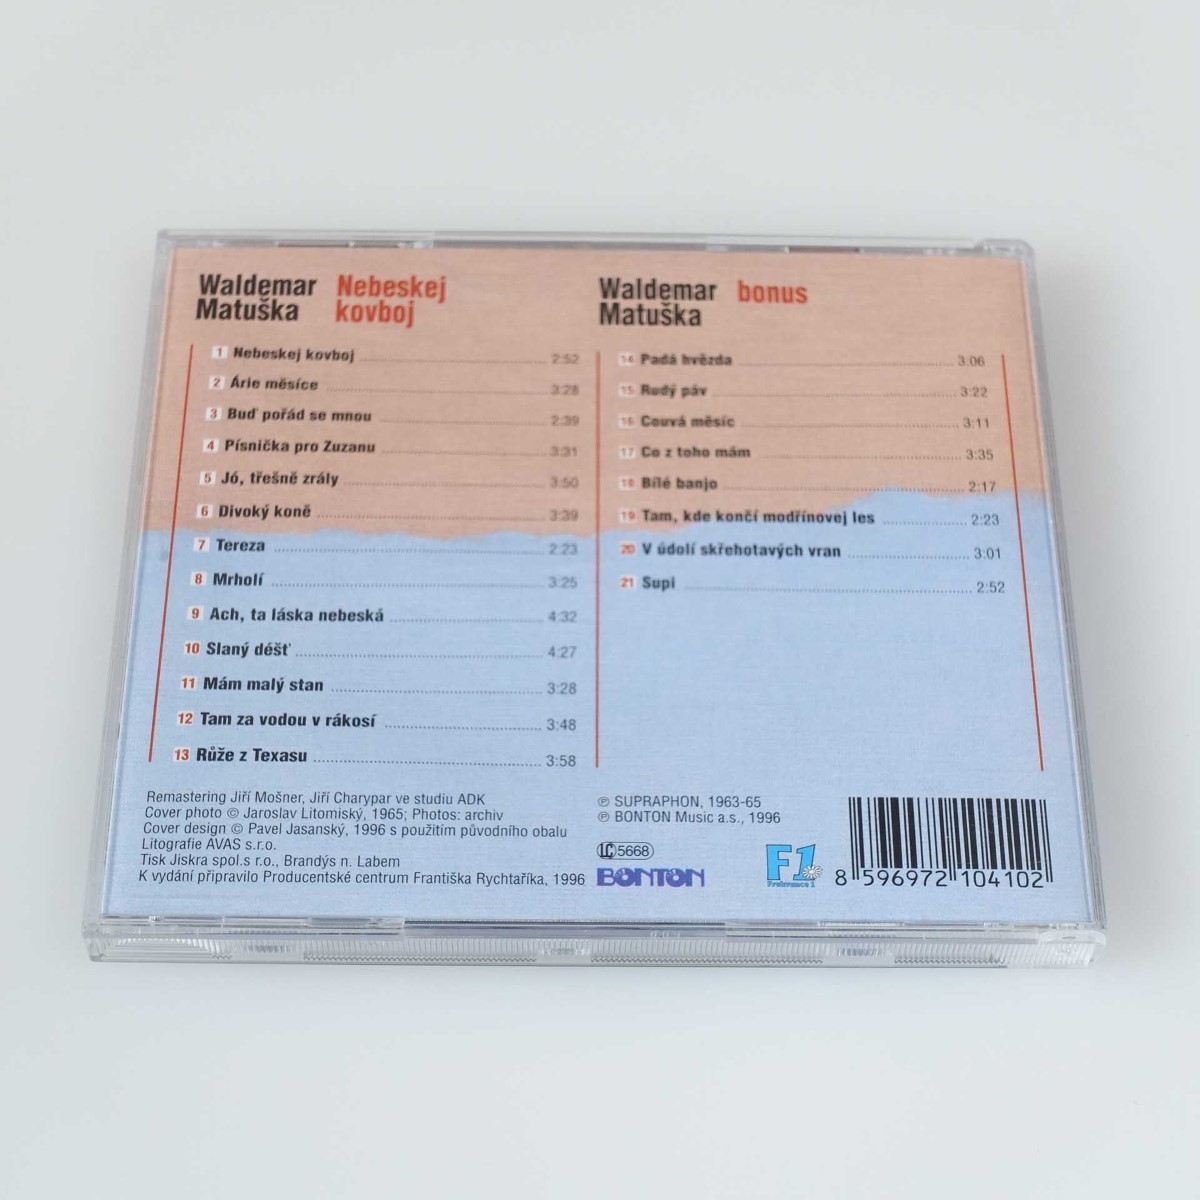 Waldemar Matuška
Nebeskej kovboj
1 Nebeskej kovboj 2:52
2 Árie měsíce 3:28
3 Buď pořád se mnou 2:39
4 Písnička pro Zuzanu 3:31
5 Jó, třešně zrály 3:50
6 Divoký koně 3:39
7 Tereza 2:23
8 Mrholí 3:25
9 Ach, ta láska nebeská 4:32
10 Slaný déšť 4:27
11 Mám malý stan 3:28
12 Tam za vodou v rákosí 3:48
13 Růže z Texasu 3:58
Waldemar Matuška
bonus
14 Padá hvězda 3:06
15 Rudý páv 3:22
16 Couvá měsíc 3:11
17 Co z toho mám 3:35
18 Bílé banjo 2:17
19 Tam, kde končí modřínovej les 2:23
20 V údolí skřehotavých vran 3:01
21 Supi 2:52
Remastering Jiří Mošner, Jiří Charypar ve studiu ADK
Cover photo © Jaroslav Litomiský, 1965; Photos: archiv
Cover design © Pavel Jasanský, 1996 s použitím původního obalu
Litografie AVAS s.r.o.
Tisk Jiskra spol.s r.o., Brandýs n. Labem
K vydání připravilo Producentské centrum Františka Rychtaříka, 1996
℗ SUPRAPHON, 1963-65
℗ BONTON Music a.s., 1996
LC 5668
BONTON
F1
Frekvence 1
8 596972 104102